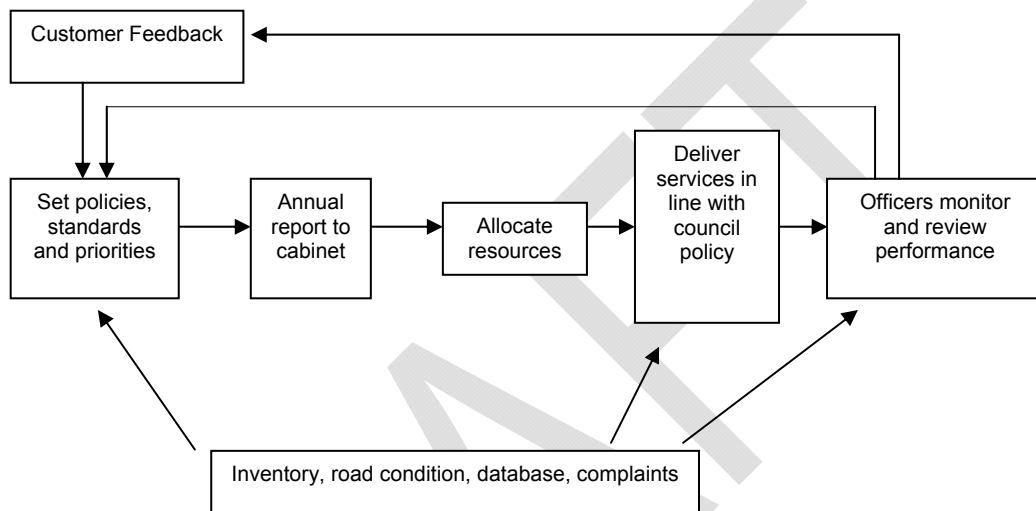 Customer Feedback
Set policies,
standards
and priorities
Annual
report to
cabinet
Allocate
resources
Deliver
services in
line with
council
policy
Officers monitor
and review
performance
Inventory, road condition, database, complaints